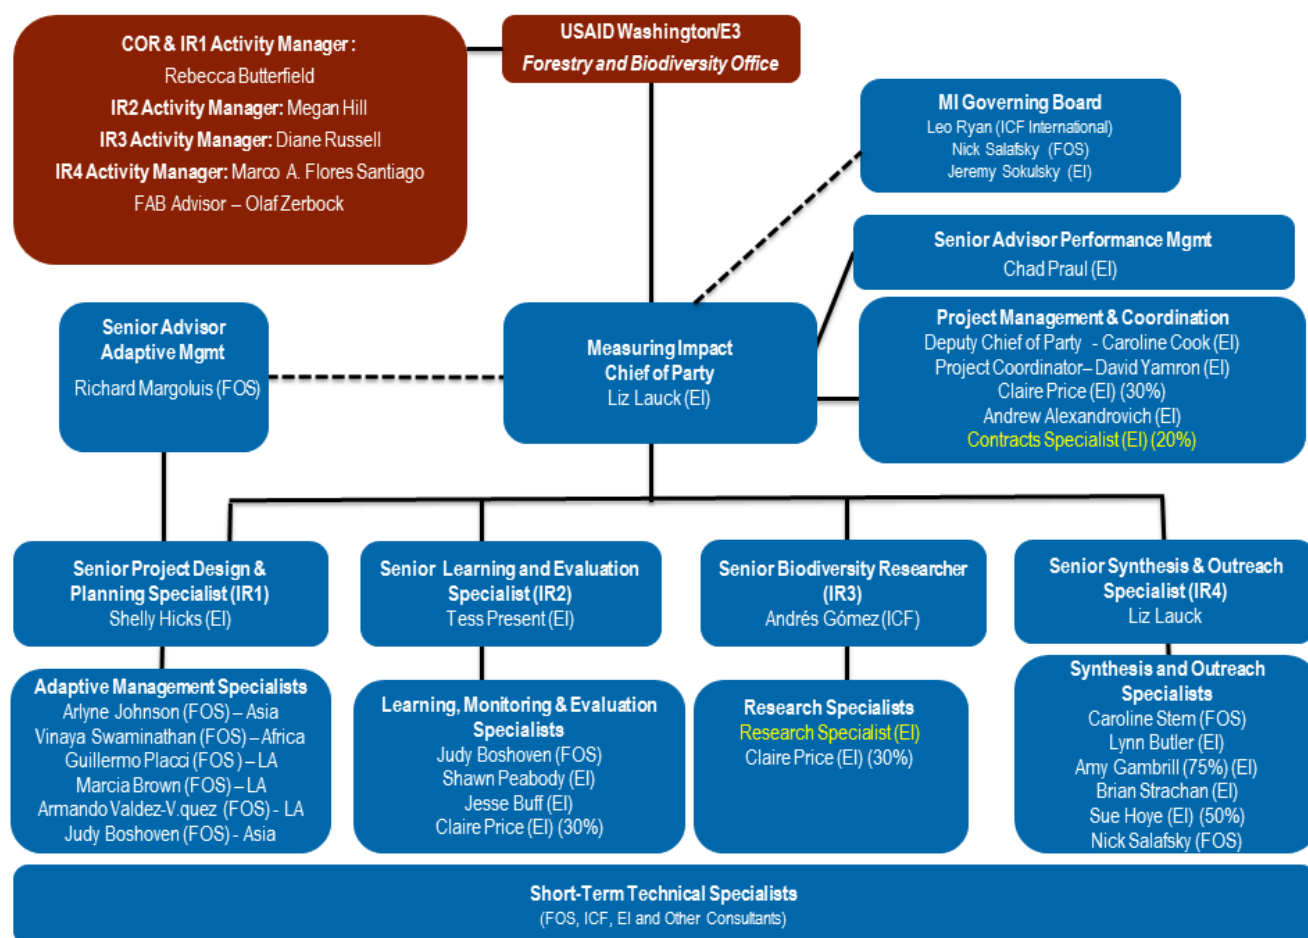 COR & IR1 Activity Manager :
Rebecca Butterfield
IR2 Activity Manager: Megan Hill
IR3 Activity Manager: Diane Russell
IR4 Activity Manager: Marco A. Flores Santiago
FAB Advisor – Olaf Zerbock
USAID Washington/E3
Forestry and Biodiversity Office
MI Governing Board
Leo Ryan (ICF International)
Nick Salafsky (FOS)
Jeremy Sokulsky (EI)
Senior Advisor Performance Mgmt
Chad Praul (EI)
Senior Advisor
Adaptive Mgmt
Richard Margoluis (FOS)
Measuring Impact
Chief of Party
Liz Lauck (EI)
Project Management & Coordination
Deputy Chief of Party - Caroline Cook (EI)
Project Coordinator– David Yamron (EI)
Claire Price (EI) (30%)
Andrew Alexandrovich (EI)
Contracts Specialist (EI) (20%)
Senior Project Design &
Planning Specialist (IR1)
Shelly Hicks (EI)
Senior Learning and Evaluation
Specialist (IR2)
Tess Present (EI)
Senior Biodiversity Researcher
(IR3)
Andrés Gómez (ICF)
Senior Synthesis & Outreach
Specialist (IR4)
Liz Lauck
Adaptive Management Specialists
Arlyne Johnson (FOS) – Asia
Vinaya Swaminathan (FOS) – Africa
Guillermo Placci (FOS ) – LA
Marcia Brown (FOS) – LA
Armando Valdez-V.quez (FOS) - LA
Judy Boshoven (FOS) - Asia
Learning, Monitoring & Evaluation
Specialists
Judy Boshoven (FOS)
Shawn Peabody (EI)
Jesse Buff (EI)
Claire Price (EI) (30%)
Research Specialists
Research Specialist (EI)
Claire Price (EI) (30%)
Synthesis and Outreach
Specialists
Caroline Stem (FOS)
Lynn Butler (EI)
Amy Gambrill (75%) (EI)
Brian Strachan (EI)
Sue Hoye (EI) (50%)
Nick Salafsky (FOS)
Short-Term Technical Specialists
(FOS, ICF, EI and Other Consultants)